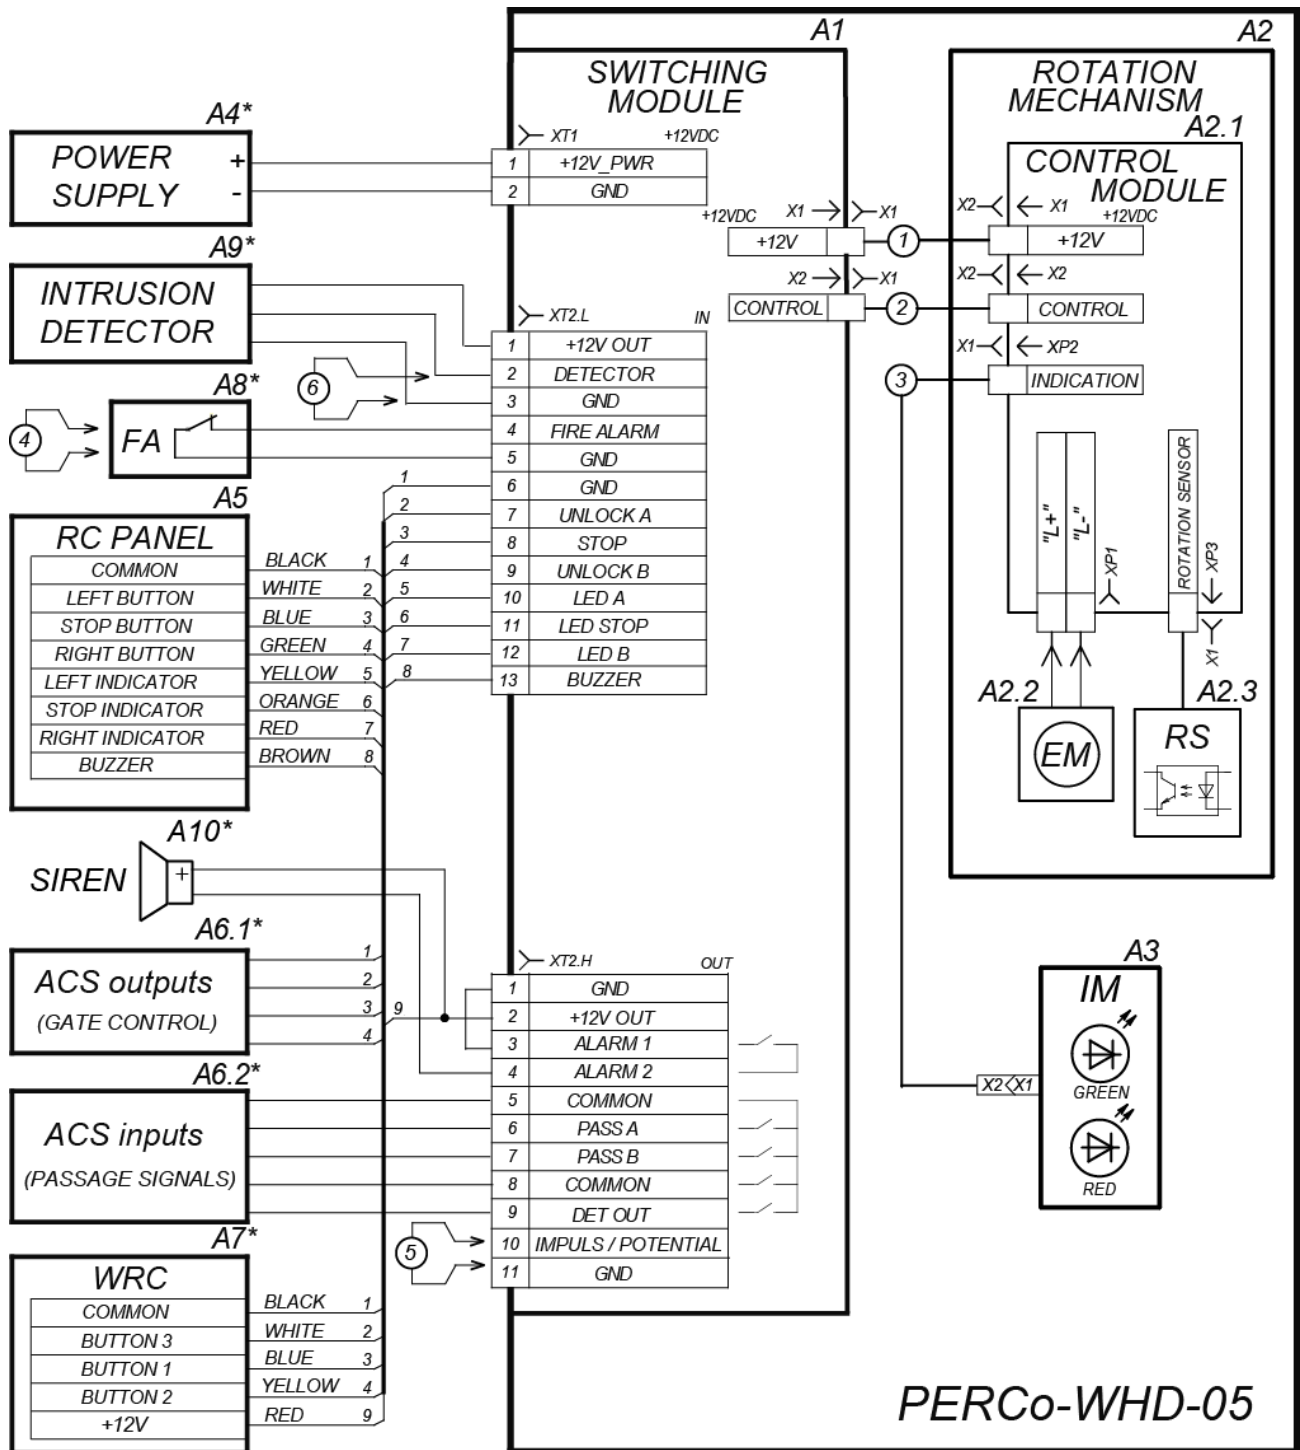 A1
A2
SWITCHING
MODULE
ROTATION
MECHANISM
A4*
POWER
SUPPLY
+
-
XT1
+12VDC
1 +12V_PWR
2 GND
A2.1
CONTROL
MODULE
+12VDC
X1
X1
+12V
1
X2
X1
+12VDC
+12V
X2
X1
CONTROL
2
X2
X2
CONTROL
X1
XP2
3
INDICATION
A9*
INTRUSION
DETECTOR
XT2.L
IN
1 +12V OUT
2 DETECTOR
3 GND
4 FIRE ALARM
5 GND
6 GND
7 UNLOCK A
8 STOP
9 UNLOCK B
10 LED A
11 LED STOP
12 LED B
13 BUZZER
6
A8*
4
FA
1
2
3
4
5
6
7
8
A5
RC PANEL
COMMON BLACK 1
LEFT BUTTON WHITE 2
STOP BUTTON BLUE 3
RIGHT BUTTON GREEN 4
LEFT INDICATOR YELLOW 5
STOP INDICATOR ORANGE 6
RIGHT INDICATOR RED 7
BUZZER BROWN 8
"L+"
"L-"
XP1
ROTATION SENSOR
XP3
X1
A2.2
EM
A2.3
RS
A10*
SIREN
+
A6.1*
ACS outputs
(GATE CONTROL)
1
2
3
4
9
XT2.H
OUT
1 GND
2 +12V OUT
3 ALARM 1
4 ALARM 2
5 COMMON
6 PASS A
7 PASS B
8 COMMON
9 DET OUT
10 IMPULS / POTENTIAL
11 GND
A6.2*
ACS inputs
(PASSAGE SIGNALS)
5
A3
IM
GREEN
RED
X2
X1
A7*
WRC
COMMON BLACK 1
BUTTON 3 WHITE 2
BUTTON 1 BLUE 3
BUTTON 2 YELLOW 4
+12V RED 9
PERCo-WHD-05